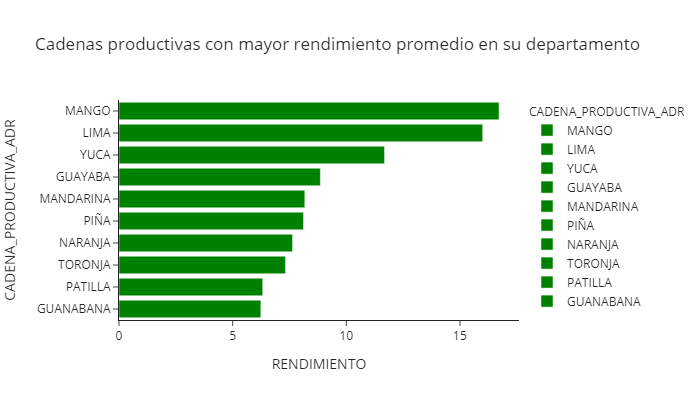 Cadenas productivas con mayor rendimiento promedio en su departamento
CADENA_PRODUCTIVA_ADR
MANGO
LIMA
YUCA
GUAYABA
MANDARINA
PIÑA
NARANJA
TORONJA
PATILLA
GUANABANA
0 5 10 15
RENDIMIENTO
CADENA_PRODUCTIVA_ADR
MANGO
LIMA
YUCA
GUAYABA
MANDARINA
PIÑA
NARANJA
TORONJA
PATILLA
GUANABANA